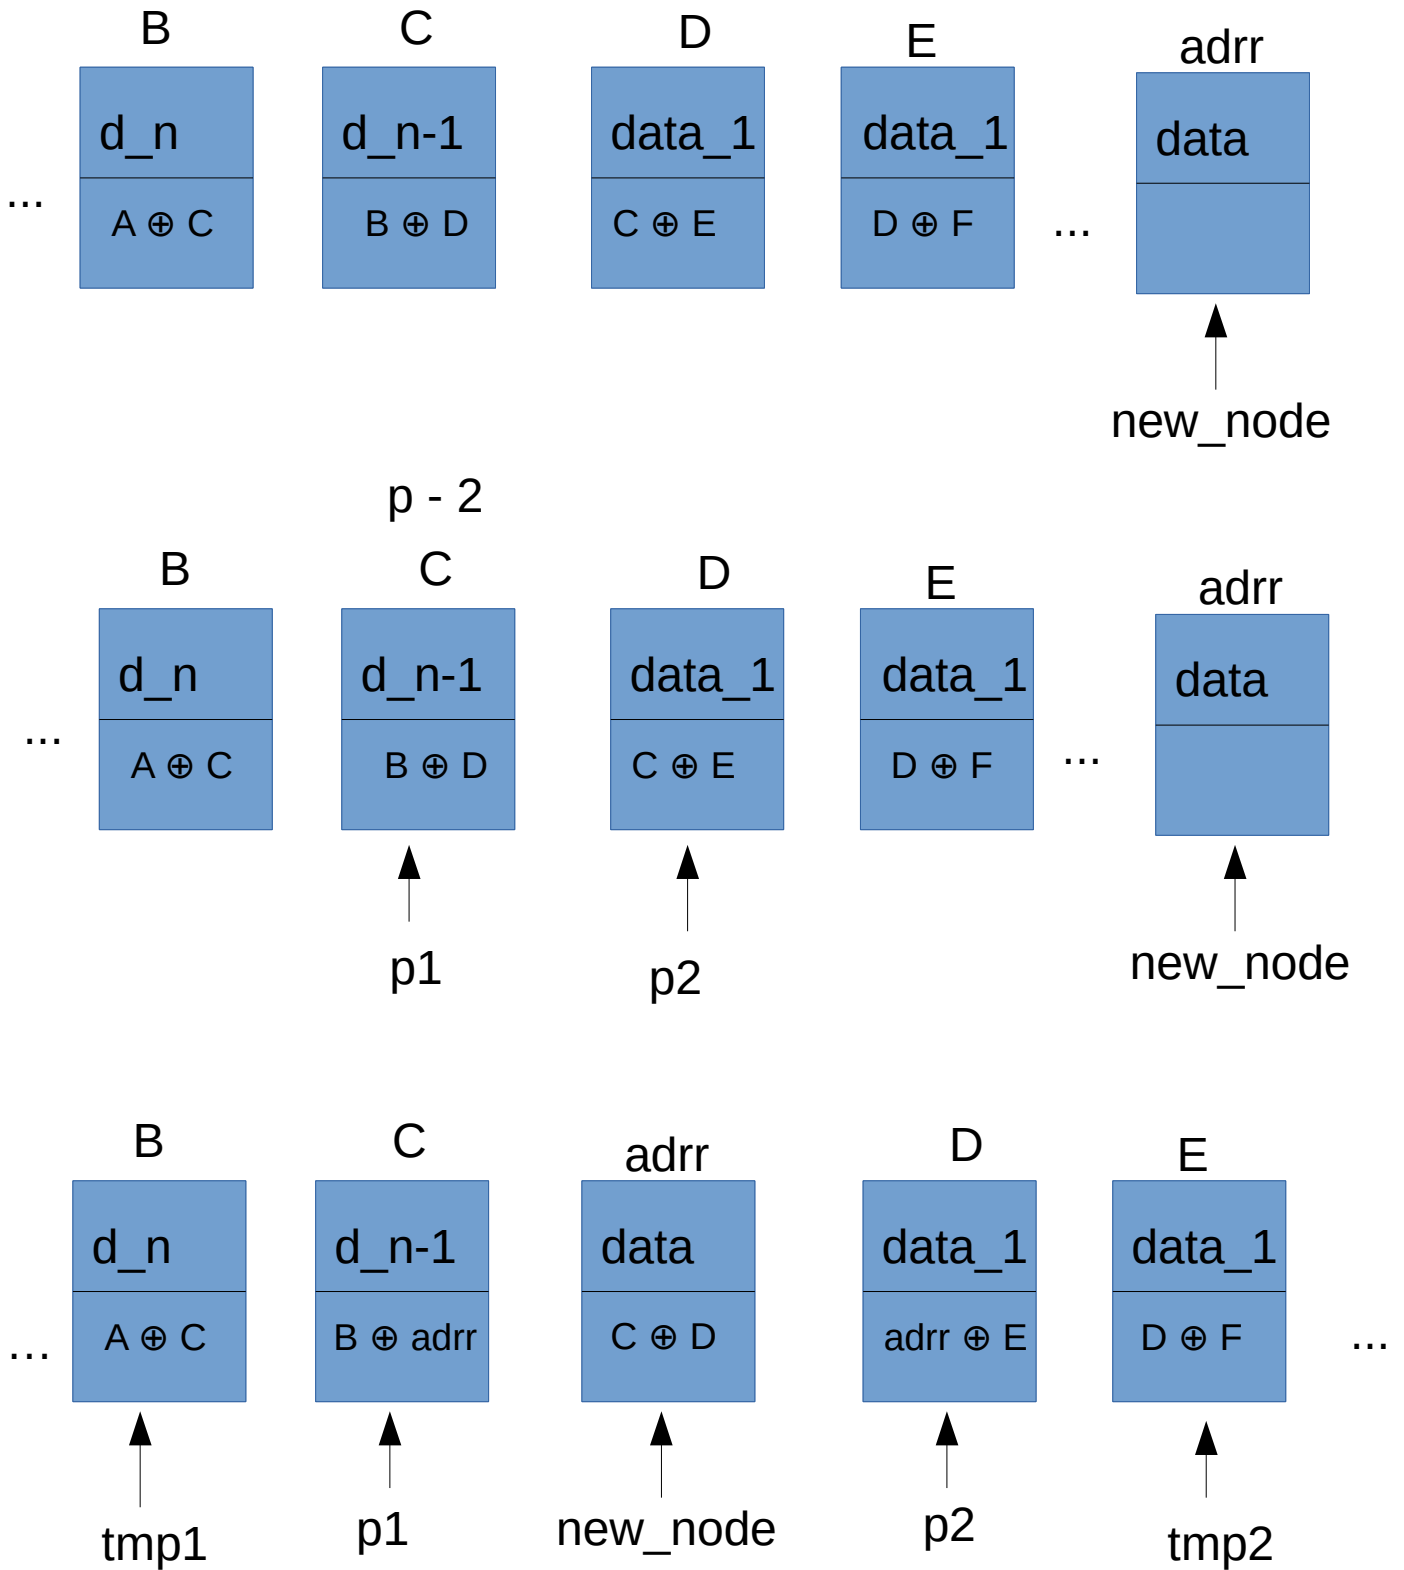 B C D E adrr
d_n d_n-1 data_1 data_1 data
... A ⊕ C B ⊕ D C ⊕ E D ⊕ F ...
new_node
p - 2
B C D E adrr
d_n d_n-1 data_1 data_1 data
... A ⊕ C B ⊕ D C ⊕ E D ⊕ F ...
p1 p2 new_node
B C adrr D E
d_n d_n-1 data data_1 data_1
... A ⊕ C B ⊕ adrr C ⊕ D adrr ⊕ E D ⊕ F ...
tmp1 p1 new_node p2 tmp2